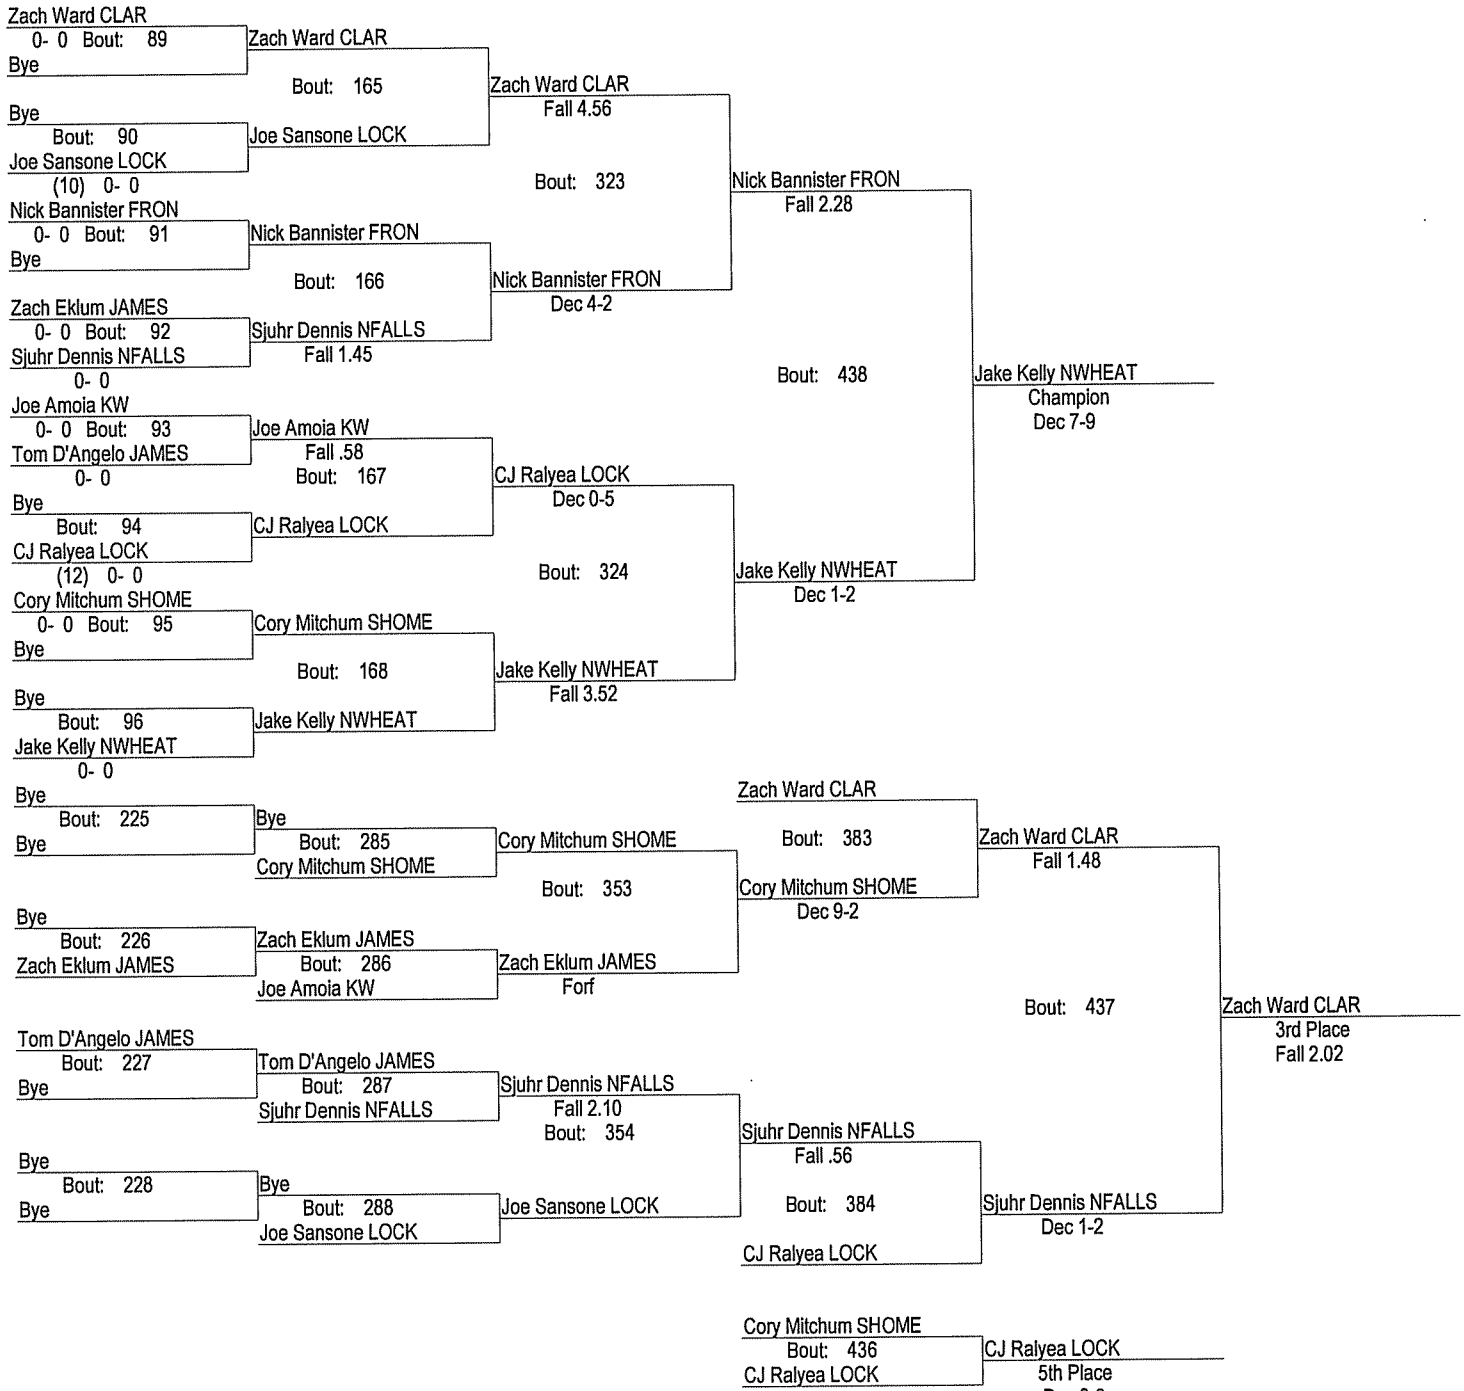 Zach Ward CLAR
0- 0 Bout: 89
Bye
Bye
Bout: 90
Joe Sansone LOCK
(10) 0- 0
Nick Bannister FRON
0- 0 Bout: 91
Bye
Zach Eklum JAMES
0- 0 Bout: 92
Sjuhr Dennis NFALLS
0- 0
Joe Amoia KW
0- 0 Bout: 93
Tom D'Angelo JAMES
0- 0
Bye
Bout: 94
CJ Ralyea LOCK
(12) 0- 0
Cory Mitchum SHOME
0- 0 Bout: 95
Bye
Bye
Bout: 96
Jake Kelly NWHEAT
0- 0
Zach Ward CLAR
Bout: 165
Joe Sansone LOCK
Nick Bannister FRON
Bout: 166
Sjuhr Dennis NFALLS
Fall 1.45
Joe Amoia KW
Fall .58
Bout: 167
CJ Ralyea LOCK
Cory Mitchum SHOME
Bout: 168
Jake Kelly NWHEAT
Zach Ward CLAR
Fall 4.56
Bout: 323
Nick Bannister FRON
Dec 4-2
CJ Ralyea LOCK
Dec 0-5
Bout: 324
Jake Kelly NWHEAT
Fall 3.52
Nick Bannister FRON
Fall 2.28
Bout: 438
Jake Kelly NWHEAT
Dec 1-2
Jake Kelly NWHEAT
Champion
Dec 7-9
Bye
Bout: 225
Bye
Bye
Bout: 226
Zach Eklum JAMES
Tom D'Angelo JAMES
Bout: 227
Bye
Bye
Bout: 228
Bye
Bye
Bout: 285
Cory Mitchum SHOME
Zach Eklum JAMES
Bout: 286
Joe Amoia KW
Tom D'Angelo JAMES
Bout: 287
Sjuhr Dennis NFALLS
Bye
Bout: 288
Joe Sansone LOCK
Cory Mitchum SHOME
Bout: 353
Zach Eklum JAMES
Forf
Sjuhr Dennis NFALLS
Fall 2.10
Bout: 354
Joe Sansone LOCK
Zach Ward CLAR
Bout: 383
Cory Mitchum SHOME
Dec 9-2
Sjuhr Dennis NFALLS
Fall .56
Bout: 384
CJ Ralyea LOCK
Zach Ward CLAR
Fall 1.48
Bout: 437
Sjuhr Dennis NFALLS
Dec 1-2
Zach Ward CLAR
3rd Place
Fall 2.02
Cory Mitchum SHOME
Bout: 436
CJ Ralyea LOCK
CJ Ralyea LOCK
5th Place